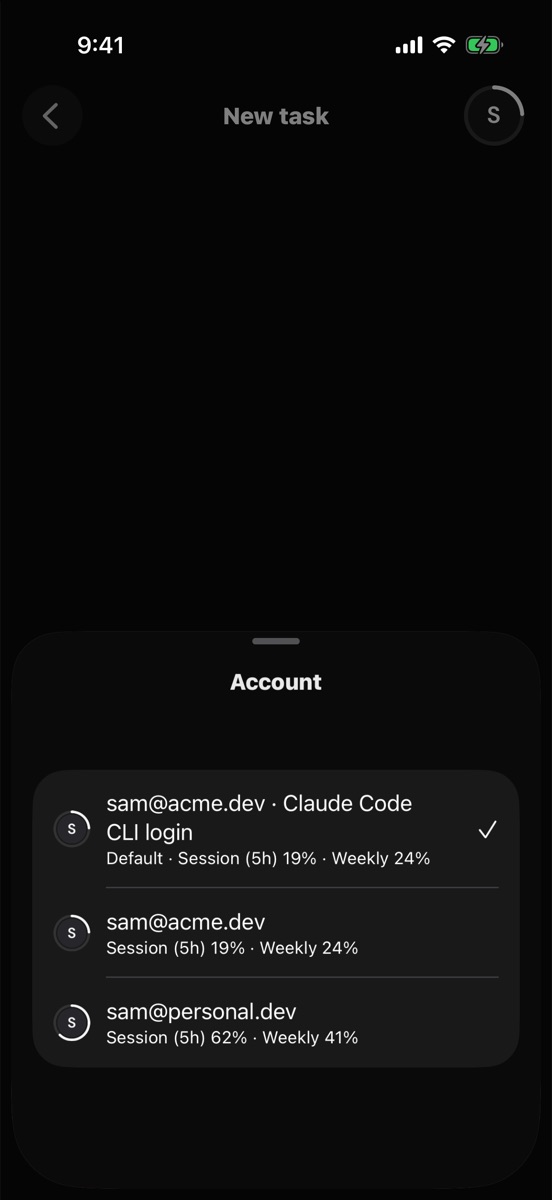 9:41
New task
S
Account
S
sam@acme.dev · Claude Code
CLI login
Default · Session (5h) 19% · Weekly 24%
S
sam@acme.dev
Session (5h) 19% · Weekly 24%
S
sam@personal.dev
Session (5h) 62% · Weekly 41%